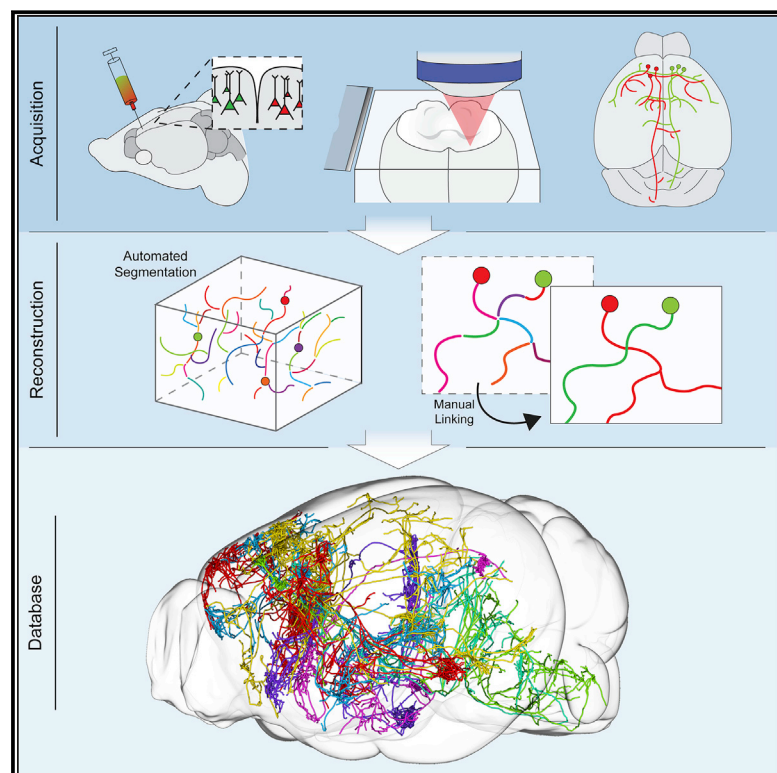 Acquisition
Reconstruction
Automated
Segmentation
Manual
Linking
Database